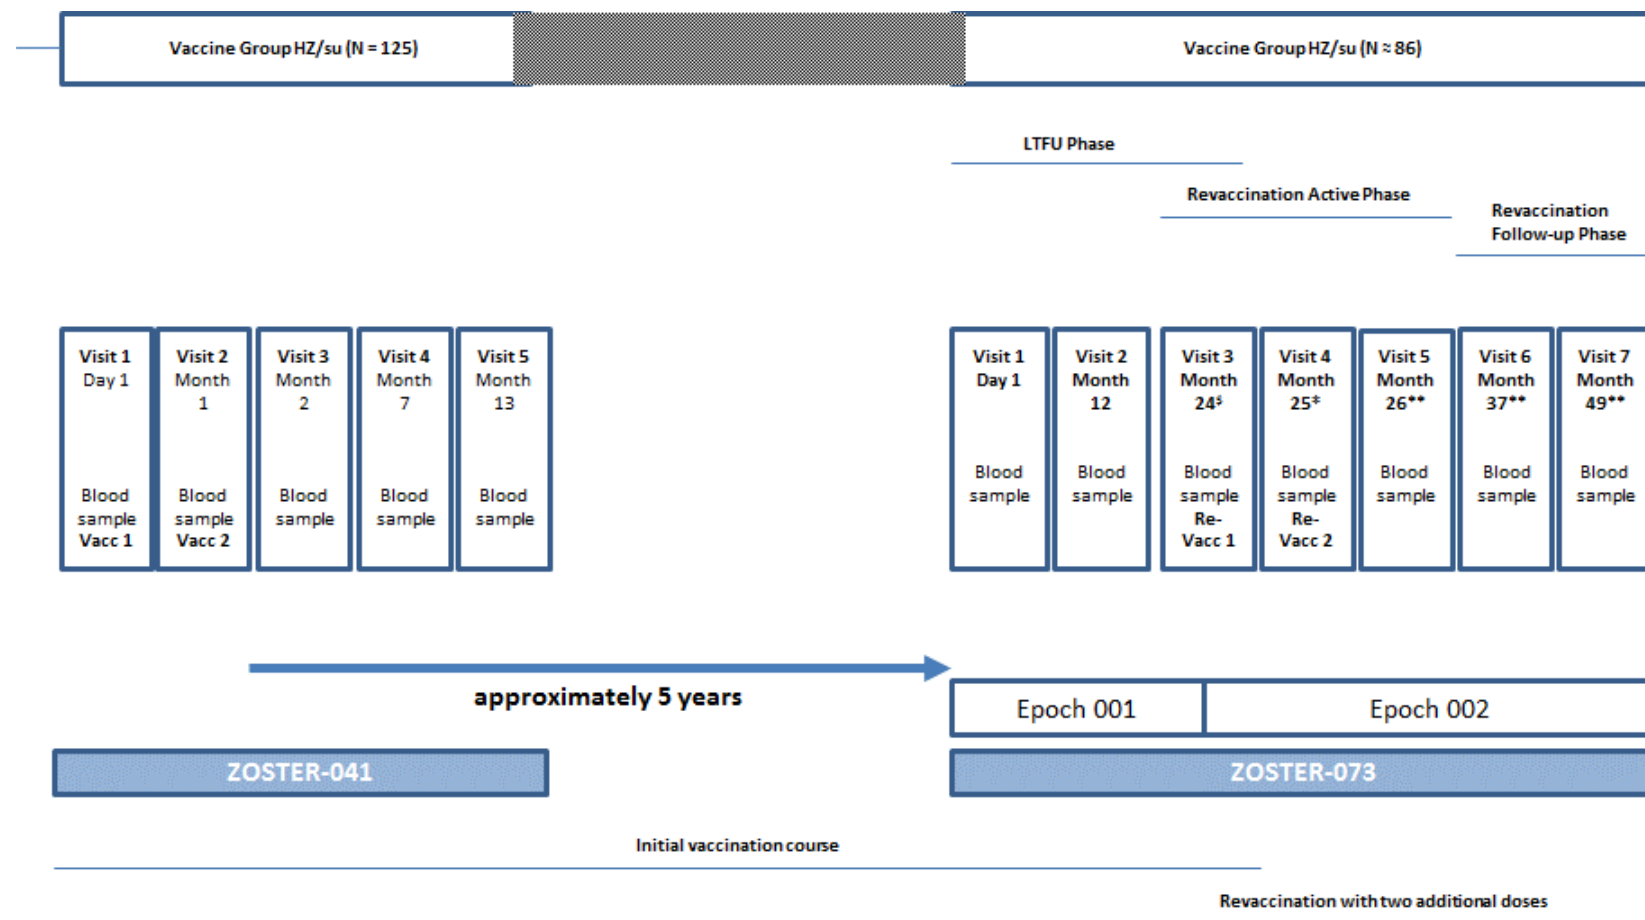 Vaccine Group HZ/su (N = 125)
Vaccine Group HZ/su (N ≈ 86)
LTFU Phase
Revaccination Active Phase
Revaccination
Follow-up Phase
Visit 1
Day 1
Blood
sample
Vacc 1
Visit 2
Month
1
Blood
sample
Vacc 2
Visit 3
Month
2
Blood
sample
Visit 4
Month
7
Blood
sample
Visit 5
Month
13
Blood
sample
Visit 1
Day 1
Blood
sample
Visit 2
Month
12
Blood
sample
Visit 3
Month
24$
Blood
sample
Re-
Vacc 1
Visit 4
Month
25*
Blood
sample
Re-
Vacc 2
Visit 5
Month
26**
Blood
sample
Visit 6
Month
37**
Blood
sample
Visit 7
Month
49**
Blood
sample
approximately 5 years
Epoch 001
Epoch 002
ZOSTER-041
ZOSTER-073
Initial vaccination course
Revaccination with two additional doses